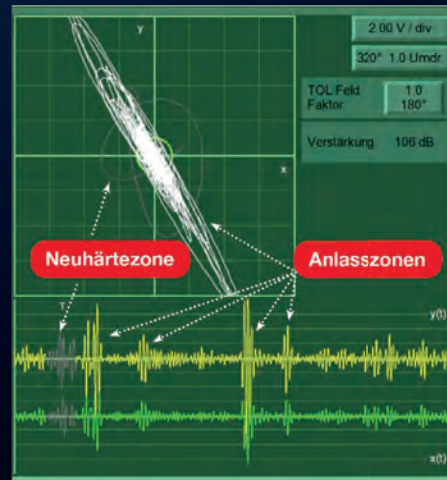 y
2.00 V / div
320° 1.0 Umdr.
TOL Feld 1.0
Faktor 180°
x
Verstärkung 106 dB
Neuhärtezone
Anlasszonen
y(t)
x(t)